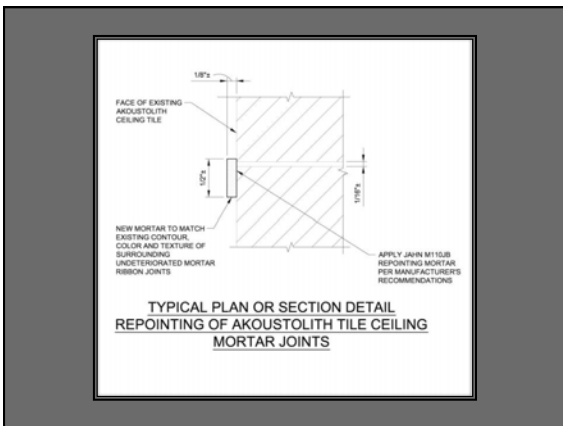 1/8"±
FACE OF EXISTING
AKOUSTOLITH
CEILING TILE
1/2"±
1/16"±
NEW MORTAR TO MATCH
EXISTING CONTOUR,
COLOR AND TEXTURE OF
SURROUNDING
UNDETERIORATED MORTAR
RIBBON JOINTS
APPLY JAHN M110JB
REPOINTING MORTAR
PER MANUFACTURER'S
RECOMMENDATIONS
TYPICAL PLAN OR SECTION DETAIL
REPOINTING OF AKOUSTOLITH TILE CEILING
MORTAR JOINTS